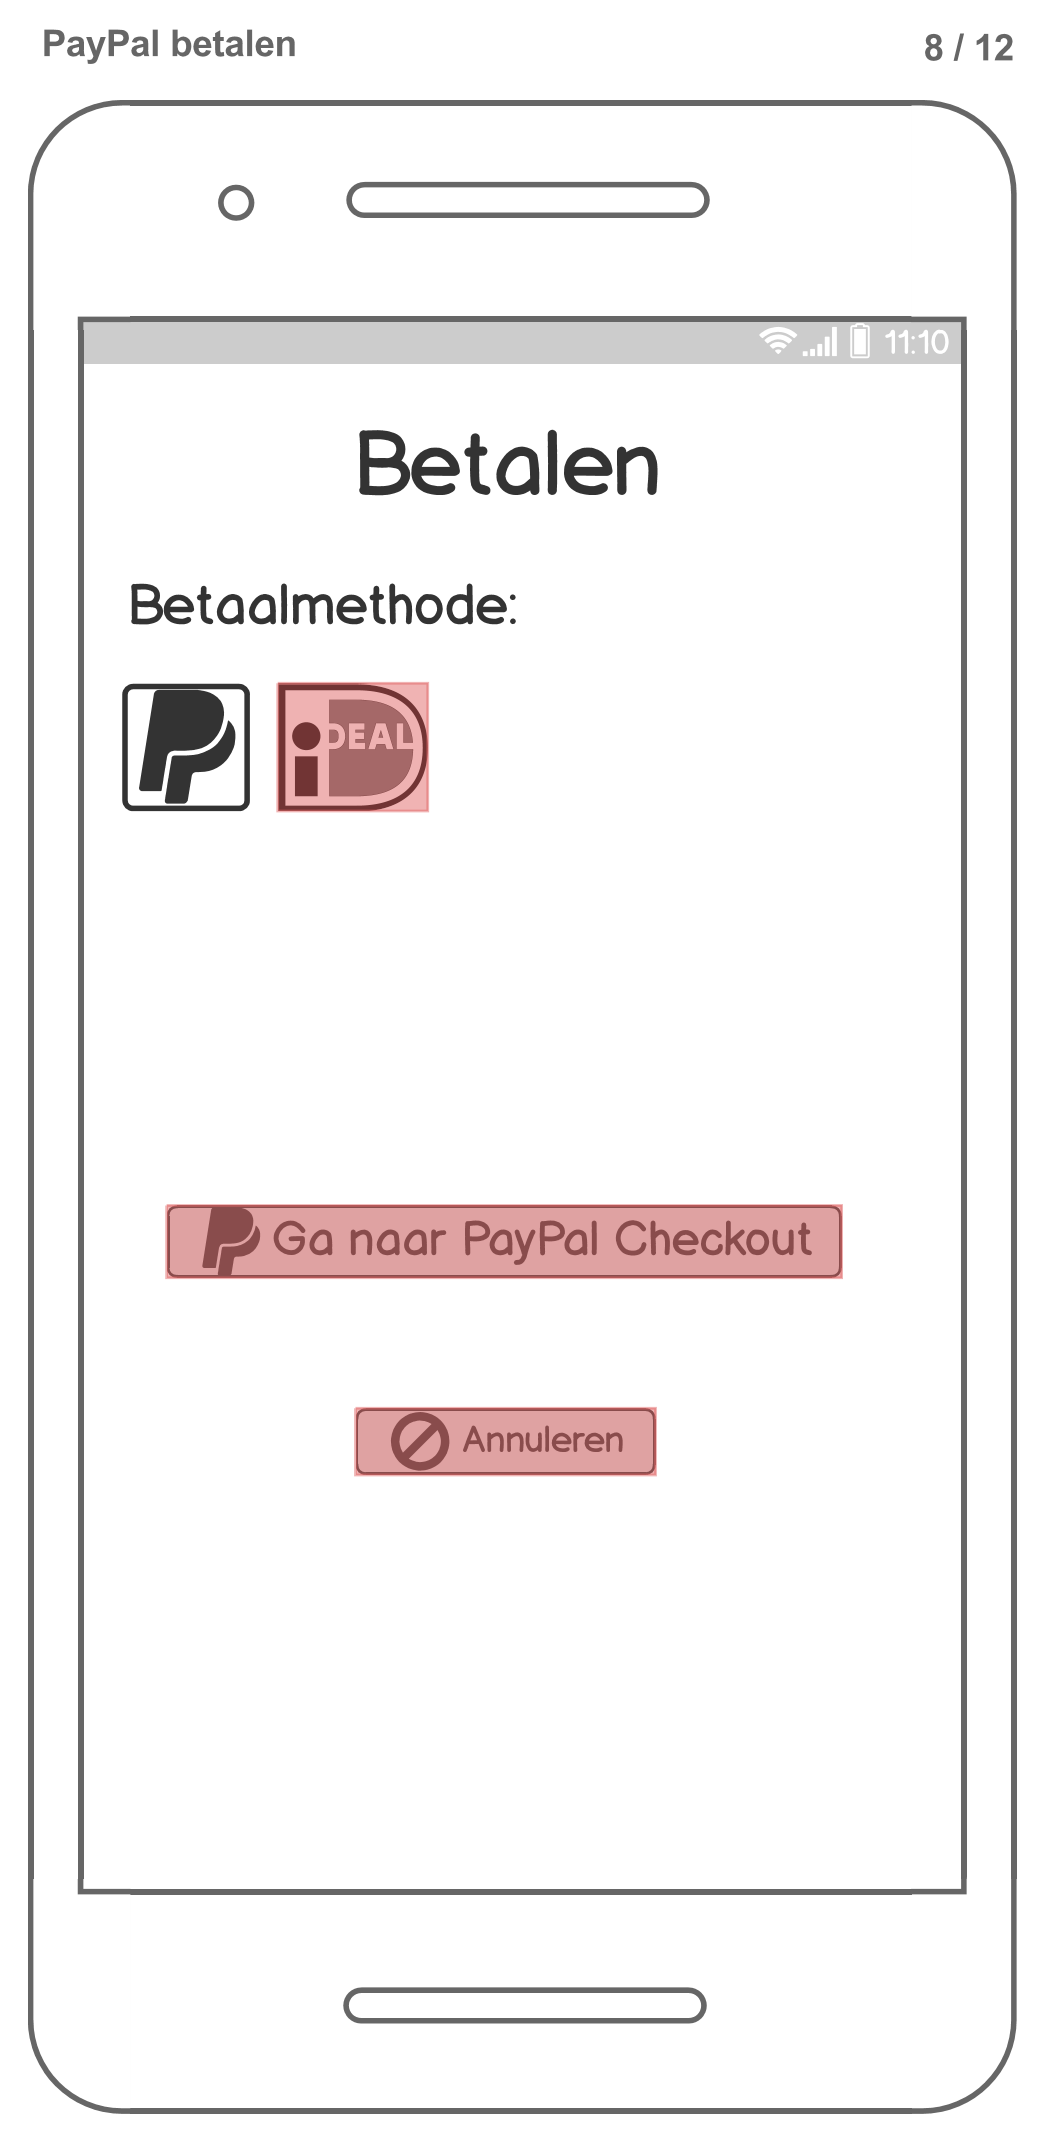 PayPal betalen
8 / 12
11:10
Betalen
Betaalmethode:
iDEAL
Ga naar PayPal Checkout
Annuleren